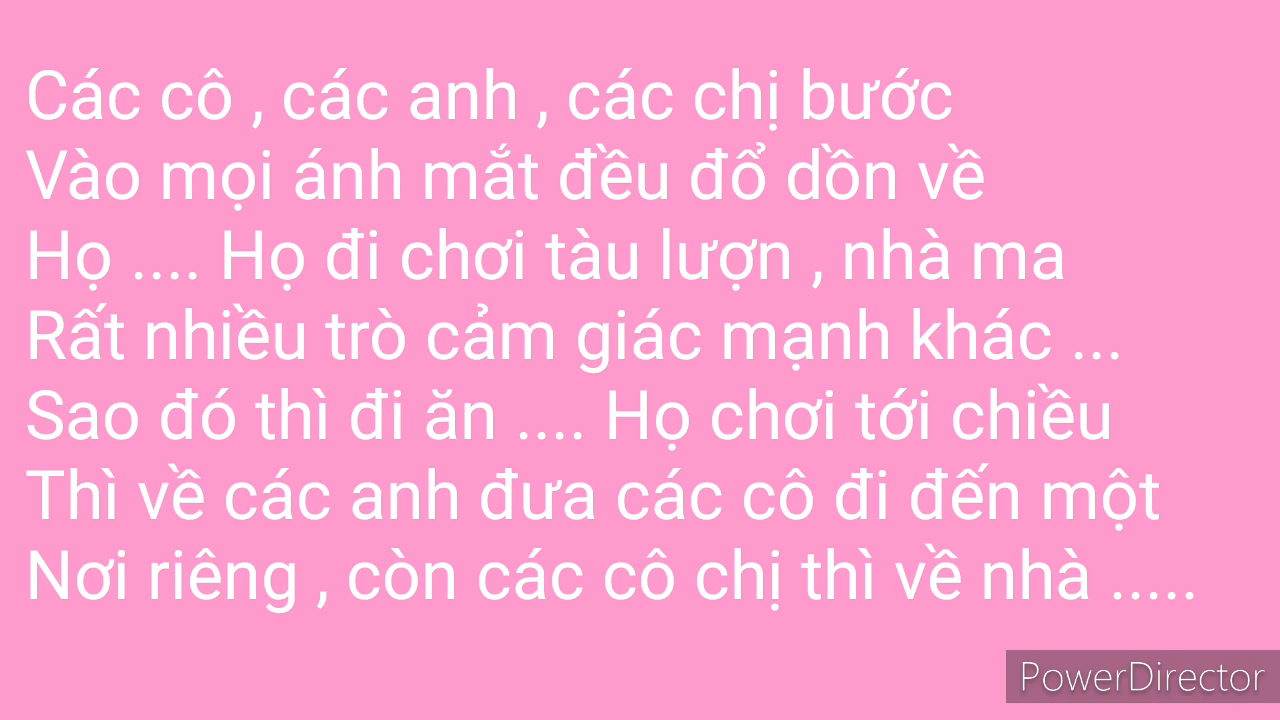 Các cô , các anh , các chị bước
Vào mọi ánh mắt đều đổ dồn về
Họ .... Họ đi chơi tàu lượn , nhà ma
Rất nhiều trò cảm giác mạnh khác ...
Sao đó thì đi ăn .... Họ chơi tới chiều
Thì về các anh đưa các cô đi đến một
Nơi riêng , còn các cô chị thì về nhà .....
PowerDirector